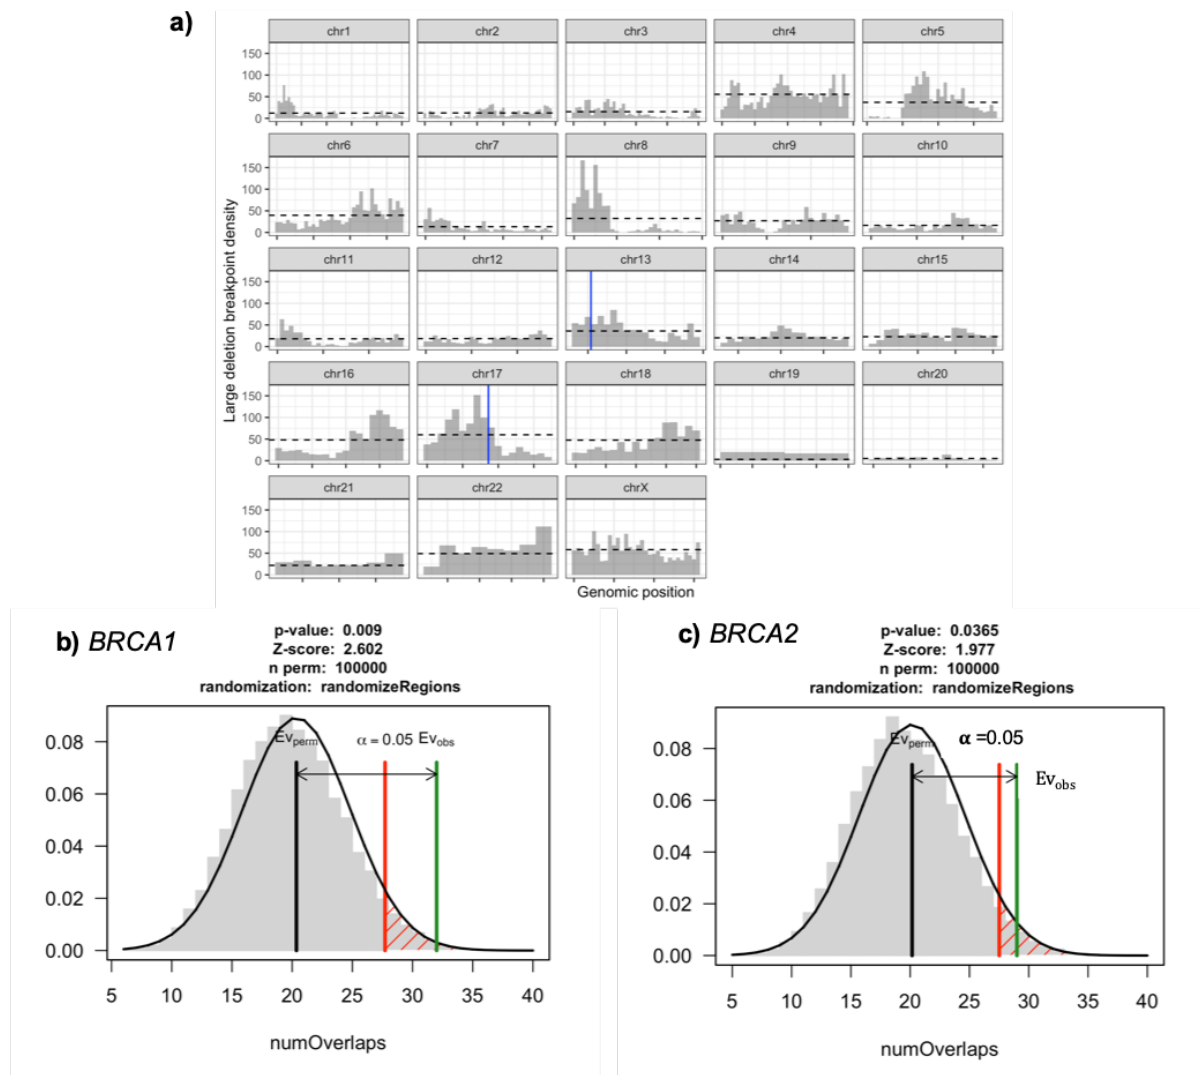 a)
chr1 chr2 chr3 chr4 chr5
150
100
50
0
chr6 chr7 chr8 chr9 chr10
150
100
50
0
chr11 chr12 chr13 chr14 chr15
150
100
50
0
chr16 chr17 chr18 chr19 chr20
150
100
50
0
chr21 chr22 chrX
150
100
50
0
Large deletion breakpoint density
Genomic position
b) BRCA1
p-value: 0.009
Z-score: 2.602
n perm: 100000
randomization: randomizeRegions
Evperm α = 0.05 Evobs
0.08
0.06
0.04
0.02
0.00
5 10 15 20 25 30 35 40
numOverlaps
c) BRCA2
p-value: 0.0365
Z-score: 1.977
n perm: 100000
randomization: randomizeRegions
Evperm α =0.05
Evobs
0.08
0.06
0.04
0.02
0.00
5 10 15 20 25 30 35 40
numOverlaps